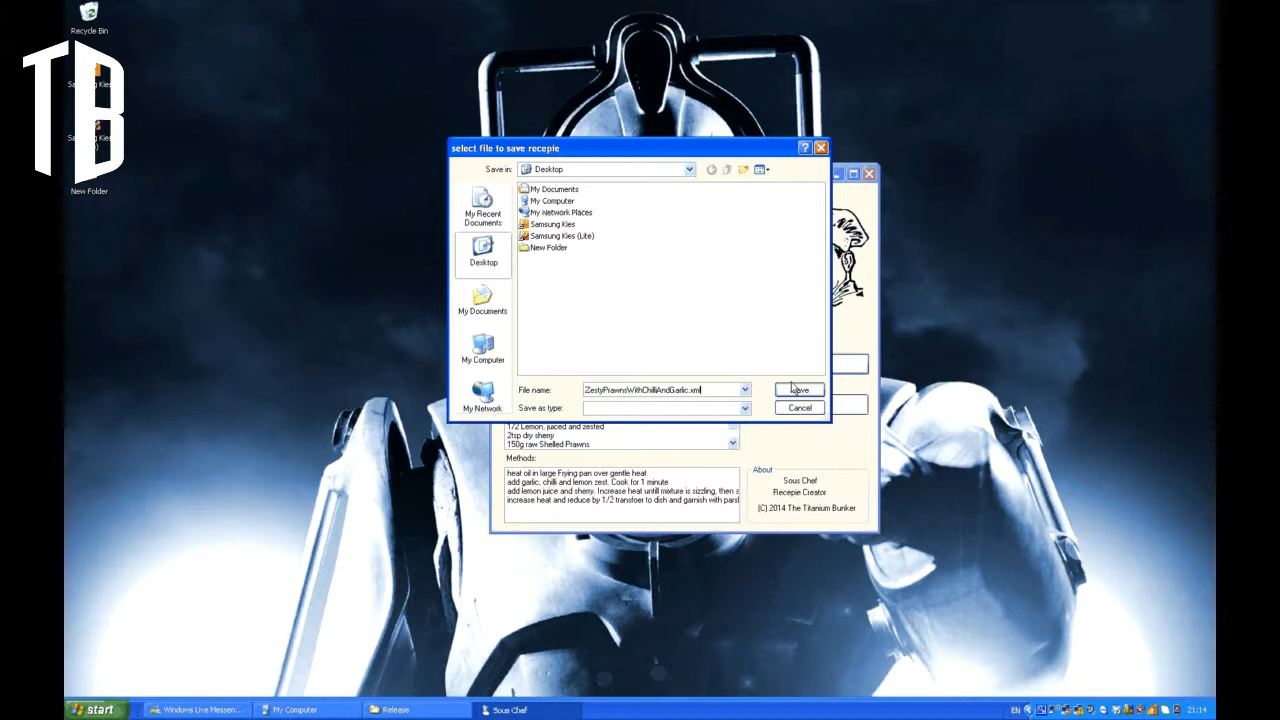 Recycle Bin
TB
Samsung Kies
Samsung Kies
New Folder
select file to save recepie
Save in:
Desktop
My Recent
Documents
Desktop
My Documents
My Computer
My Network
My Documents
My Computer
My Network Places
Samsung Kies
Samsung Kies (Lite)
New Folder
File name:
ZestyPrawnsWithChilliAndGarlic.xml
Save
Save as type:
Cancel
1/2 Lemon, juiced and zested
2tsp dry sherry
150g raw Shelled Prawns
Methods:
heat oil in large Frying pan over gentle heat
add garlic, chilli and lemon zest. Cook for 1 minute
add lemon juice and sherry. Increase heat untill mixture is sizzling, then a
increase heat and reduce by 1/2 transfoer to dish and garnish with parsl
About
Sous Chef
Recepie Creator
(C) 2014 The Titanium Bunker
start
Windows Live Messen...
My Computer
Release
Sous Chef
EN
21:14